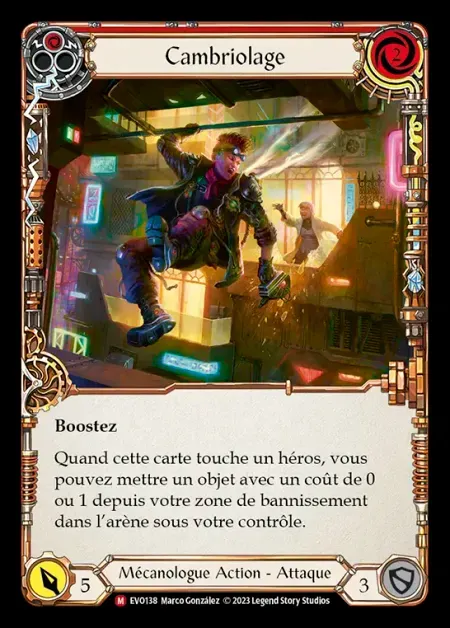 Cambriolage
2
Boostez
Quand cette carte touche un héros, vous
pouvez mettre un objet avec un coût de 0
ou 1 depuis votre zone de bannissement
dans l'arène sous votre contrôle.
5
Mécanologue Action - Attaque
3
M EVO138 Marco González © 2023 Legend Story Studios